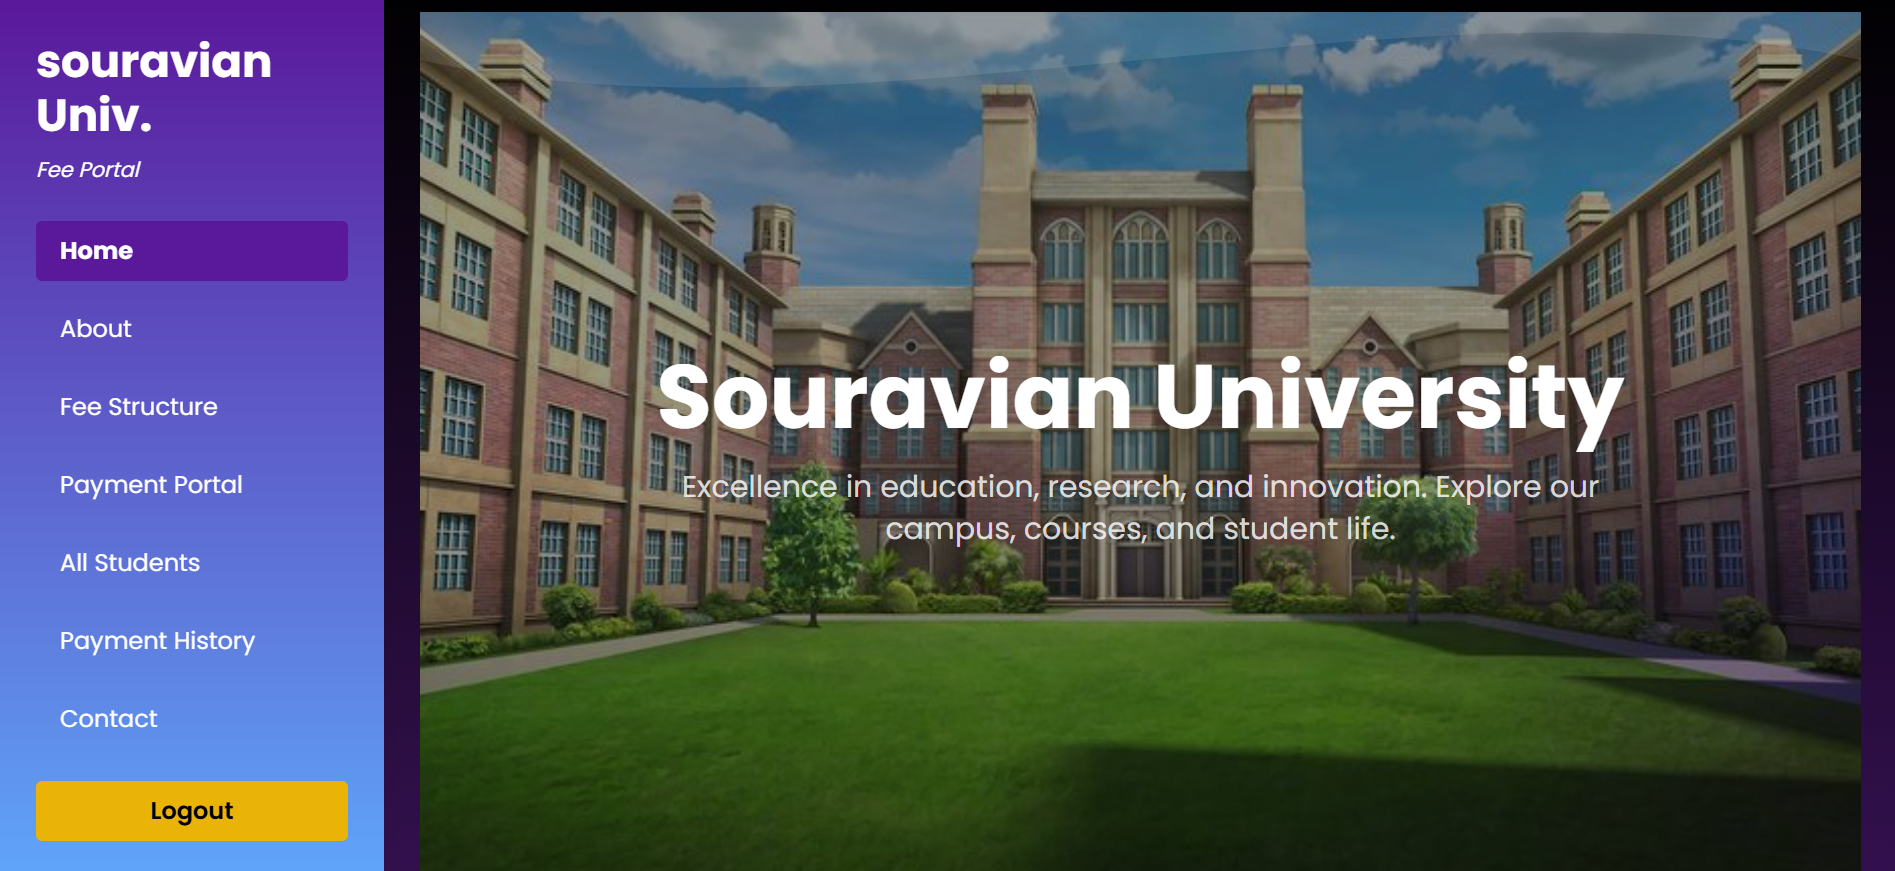 souravian
Univ.
Fee Portal
Home
About
Fee Structure
Payment Portal
All Students
Payment History
Contact
Logout
Souravian University
Excellence in education, research, and innovation. Explore our
campus, courses, and student life.